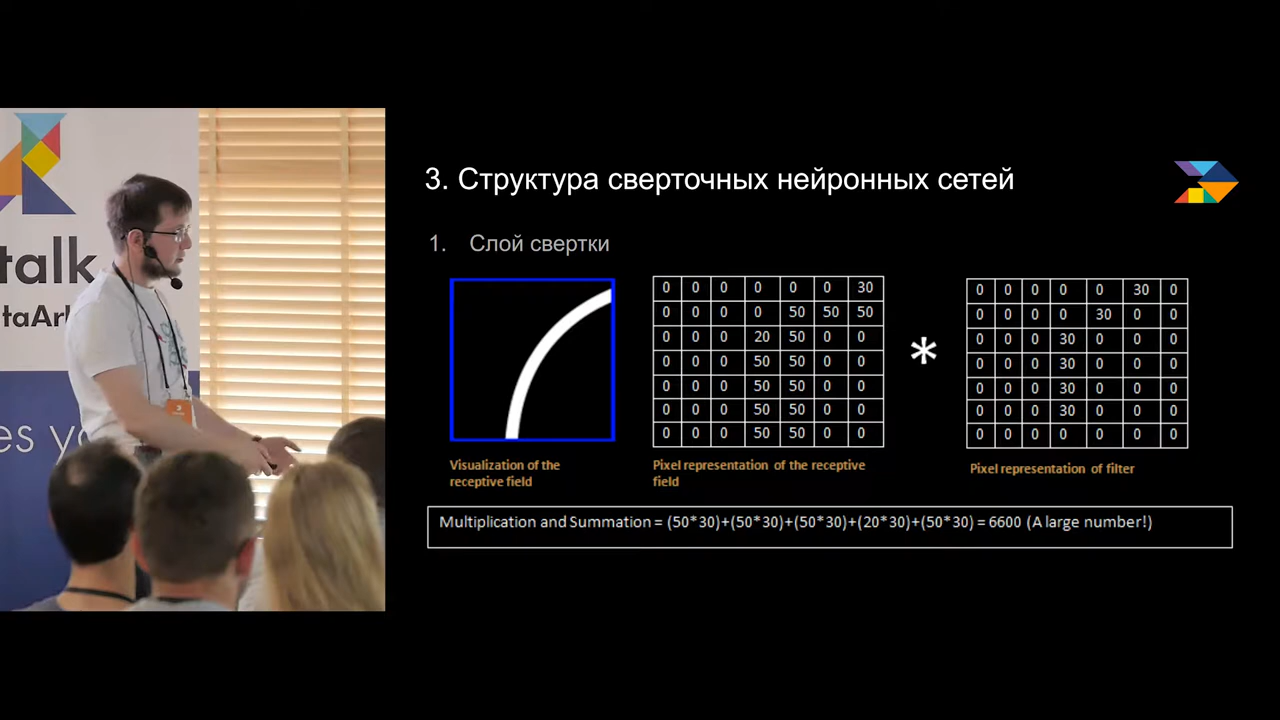 talk
taAr
es y
3. Структура сверточных нейронных сетей
1. Слой свертки
0 0 0 0 0 0 30
0 0 0 0 50 50 50
0 0 0 20 50 0 0
0 0 0 50 50 0 0
0 0 0 50 50 0 0
0 0 0 50 50 0 0
0 0 0 50 50 0 0
*
0 0 0 0 0 30 0
0 0 0 0 30 0 0
0 0 0 30 0 0 0
0 0 0 30 0 0 0
0 0 0 30 0 0 0
0 0 0 30 0 0 0
0 0 0 0 0 0 0
Visualization of the
receptive field
Pixel representation of the receptive
field
Pixel representation of filter
Multiplication and Summation = (50*30)+(50*30)+(50*30)+(20*30)+(50*30) = 6600 (A large number!)